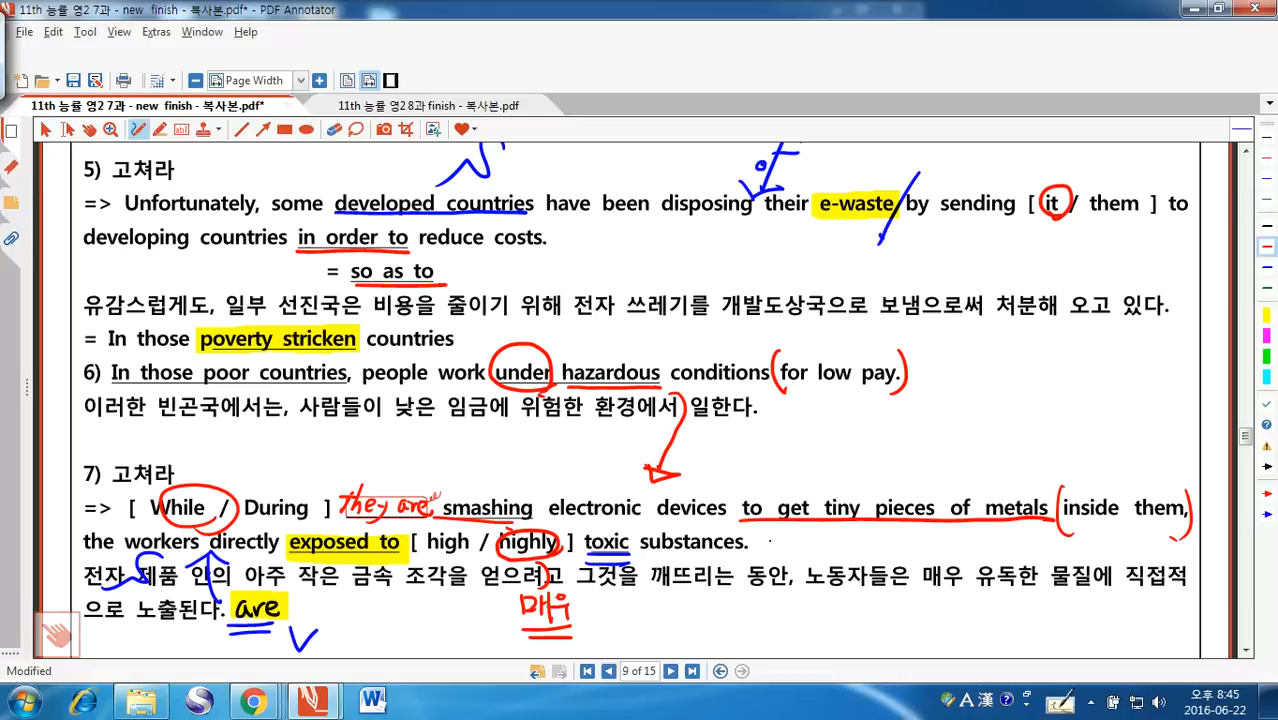 11th 능률 영2 7과 - new finish - 복사본.pdf* - PDF Annotator
File Edit Tool View Extras Window Help
Page Width
11th 능률 영2 7과 - new finish - 복사본.pdf* 11th 능률 영2 8과 finish - 복사본.pdf
5) 고쳐라
=> Unfortunately, some developed countries have been disposing their e-waste by sending [ it / them ] to
developing countries in order to reduce costs.
= so as to
유감스럽게도, 일부 선진국은 비용을 줄이기 위해 전자 쓰레기를 개발도상국으로 보냄으로써 처분해 오고 있다.
= In those poverty stricken countries
6) In those poor countries, people work under hazardous conditions (for low pay.)
이러한 빈곤국에서는, 사람들이 낮은 임금에 위험한 환경에서 일한다.
7) 고쳐라
=> [ While / During ] they are smashing electronic devices to get tiny pieces of metals (inside them,)
the workers directly exposed to [ high / highly ] toxic substances.
전자 제품 안의 아주 작은 금속 조각을 얻으려고 그것을 깨뜨리는 동안, 노동자들은 매우 유독한 물질에 직접적
으로 노출된다. are
매우
Modified 9 of 15
A 漢
오후 8:45
2016-06-22